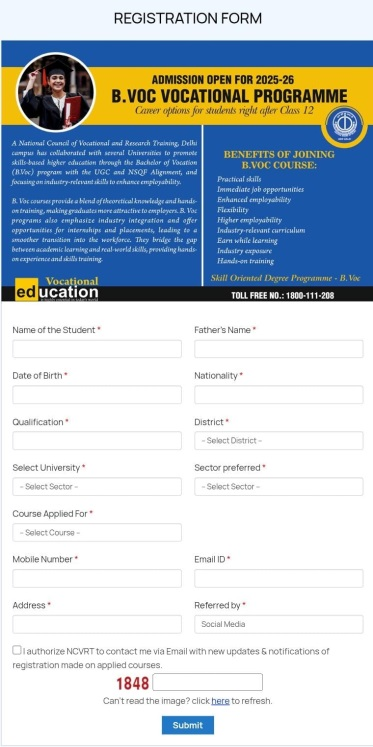 REGISTRATION FORM
ADMISSION OPEN FOR 2025-26
B.VOC VOCATIONAL PROGRAMME
Career options for students right after Class 12
A National Council of Vocational and Research Training, Delhi
campus has collaborated with several Universities to promote
skills-based higher education through the Bachelor of Vocation
(B.Voc) program with the UGC and NSQF Alignment, and
focusing on industry-relevant skills to enhance employability.
B. Voc courses provide a blend of theoretical knowledge and hands-
on training, making graduates more attractive to employers. B. Voc
programs also emphasize industry integration and offer
opportunities for internships and placements, leading to a
smoother transition into the workforce. They bridge the gap
between academic learning and real-world skills, providing hands-
on experience and skills training.
BENEFITS OF JOINING
B.VOC COURSE:
Practical skills
Immediate job opportunities
Enhanced employability
Flexibility
Higher employability
Industry-relevant curriculum
Earn while learning
Industry exposure
Hands-on training
Skill Oriented Degree Programme - B.Voc
Vocational
education
TOLL FREE NO.: 1800-111-208
Name of the Student *
Father's Name *
Date of Birth *
Nationality *
Qualification *
District *
-- Select District --
Select University *
Sector preferred *
-- Select Sector --
-- Select Sector --
Course Applied For *
-- Select Course --
Mobile Number *
Email ID *
Address *
Referred by *
Social Media
I authorize NCVRT to contact me via Email with new updates & notifications of
registration made on applied courses.
1848
Can't read the image? click here to refresh.
Submit